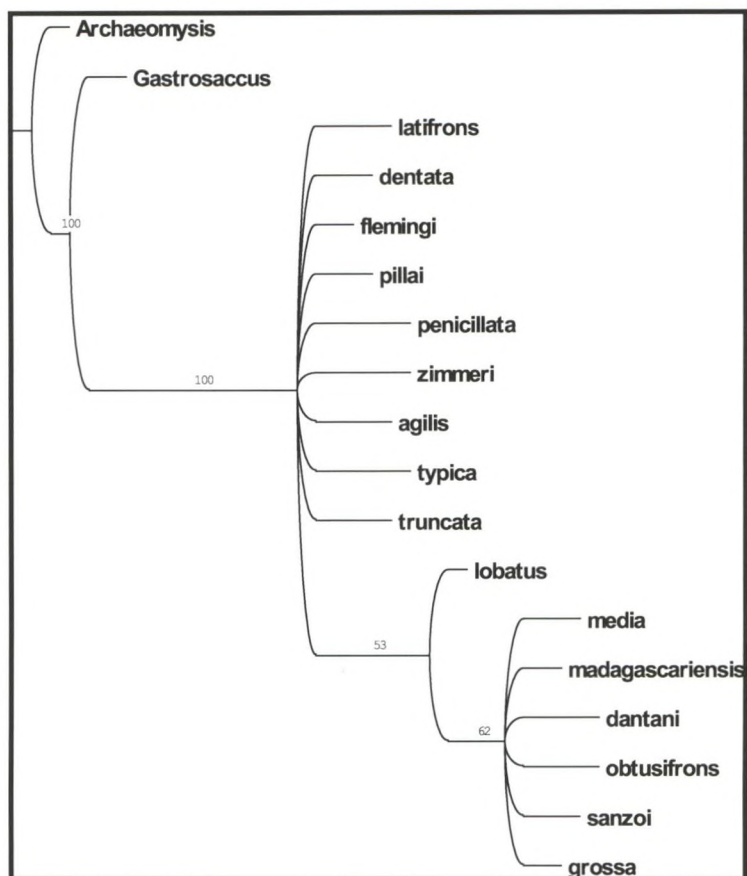 Archaeomysis
Gastrosaccus
latifrons
dentata
flemingi
pillai
penicillata
zimmeri
agilis
typica
truncata
lobatus
media
madagascariensis
dantani
obtusifrons
sanzoi
grossa
100
100
53
62